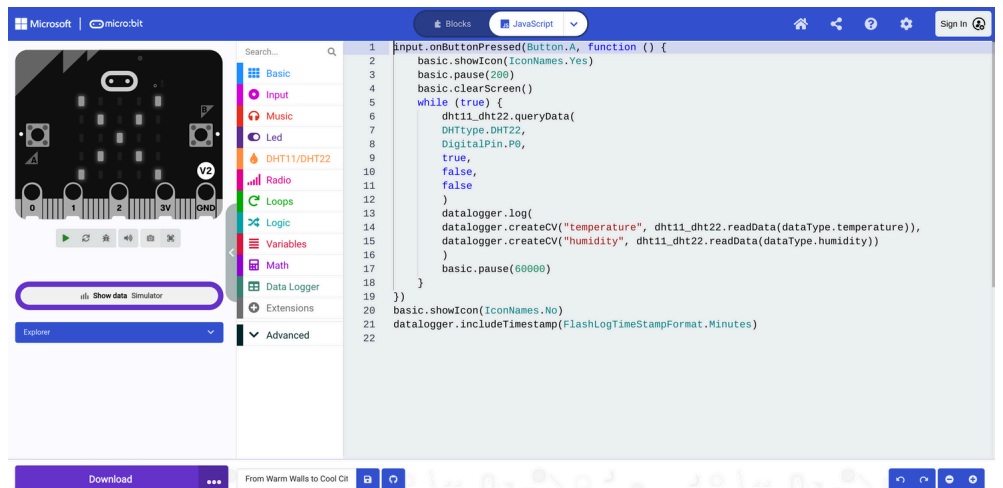 Microsoft | micro:bit
Blocks
JavaScript
Sign In
B
A
V2
0 1 2 3V GND
Show data Simulator
Explorer
Search...
Basic
Input
Music
Led
DHT11/DHT22
Radio
Loops
Logic
Variables
Math
Data Logger
Extensions
Advanced
1 input.onButtonPressed(Button.A, function () {
2 basic.showIcon(IconNames.Yes)
3 basic.pause(200)
4 basic.clearScreen()
5 while (true) {
6 dht11_dht22.queryData(
7 DHTtype.DHT22,
8 DigitalPin.P0,
9 true,
10 false,
11 false
12 )
13 datalogger.log(
14 datalogger.createCV("temperature", dht11_dht22.readData(dataType.temperature)),
15 datalogger.createCV("humidity", dht11_dht22.readData(dataType.humidity))
16 )
17 basic.pause(60000)
18 }
19 })
20 basic.showIcon(IconNames.No)
21 datalogger.includeTimestamp(FlashLogTimeStampFormat.Minutes)
22
Download
From Warm Walls to Cool Cit